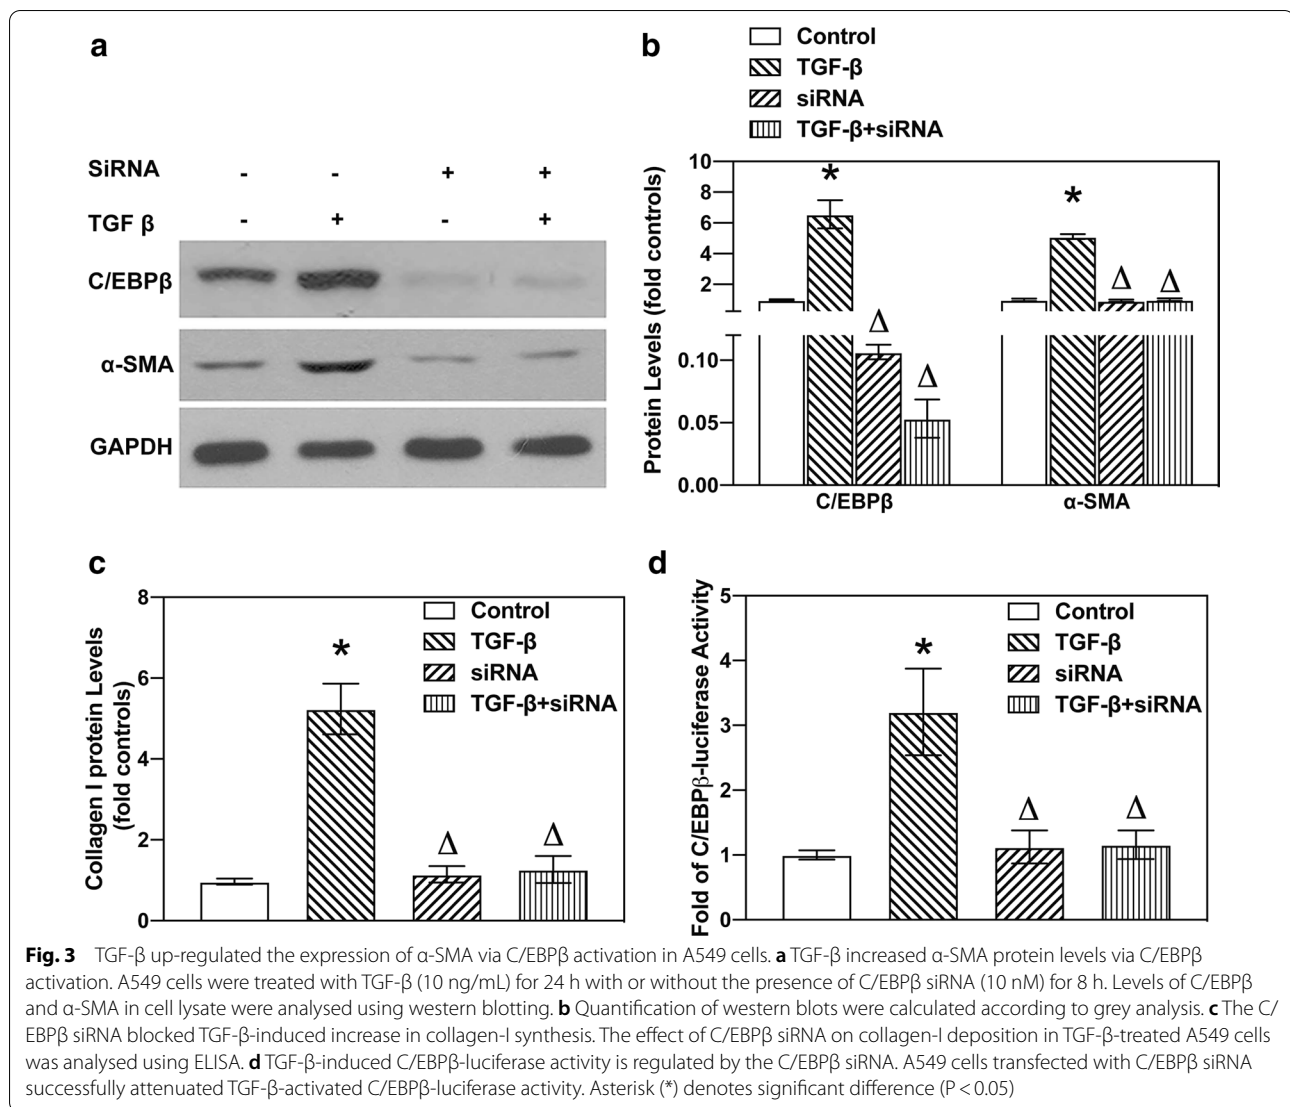 a
SiRNA - - + +
TGF β - + - +
C/EBPβ
α-SMA
GAPDH
b
Control
TGF-β
siRNA
TGF-β+siRNA
Protein Levels (fold controls)
10
8
6
4
2
0.10
0.05
0.00
* Δ Δ * Δ Δ
C/EBPβ α-SMA
c
Collagen I protein Levels
(fold controls)
8
6
4
2
0
Control
TGF-β
siRNA
TGF-β+siRNA
* Δ Δ
d
Fold of C/EBPβ-luciferase Activity
5
4
3
2
1
0
Control
TGF-β
siRNA
TGF-β+siRNA
* Δ Δ
Fig. 3 TGF-β up-regulated the expression of α-SMA via C/EBPβ activation in A549 cells. a TGF-β increased α-SMA protein levels via C/EBPβ
activation. A549 cells were treated with TGF-β (10 ng/mL) for 24 h with or without the presence of C/EBPβ siRNA (10 nM) for 8 h. Levels of C/EBPβ
and α-SMA in cell lysate were analysed using western blotting. b Quantification of western blots were calculated according to grey analysis. c The C/
EBPβ siRNA blocked TGF-β-induced increase in collagen-I synthesis. The effect of C/EBPβ siRNA on collagen-I deposition in TGF-β-treated A549 cells
was analysed using ELISA. d TGF-β-induced C/EBPβ-luciferase activity is regulated by the C/EBPβ siRNA. A549 cells transfected with C/EBPβ siRNA
successfully attenuated TGF-β-activated C/EBPβ-luciferase activity. Asterisk (*) denotes significant difference (P < 0.05)